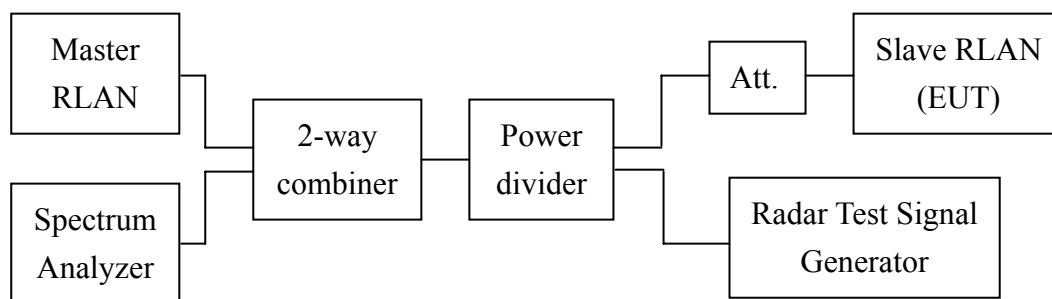 Master
RLAN
Spectrum
Analyzer
2-way
combiner
Power
divider
Att.
Slave RLAN
(EUT)
Radar Test Signal
Generator